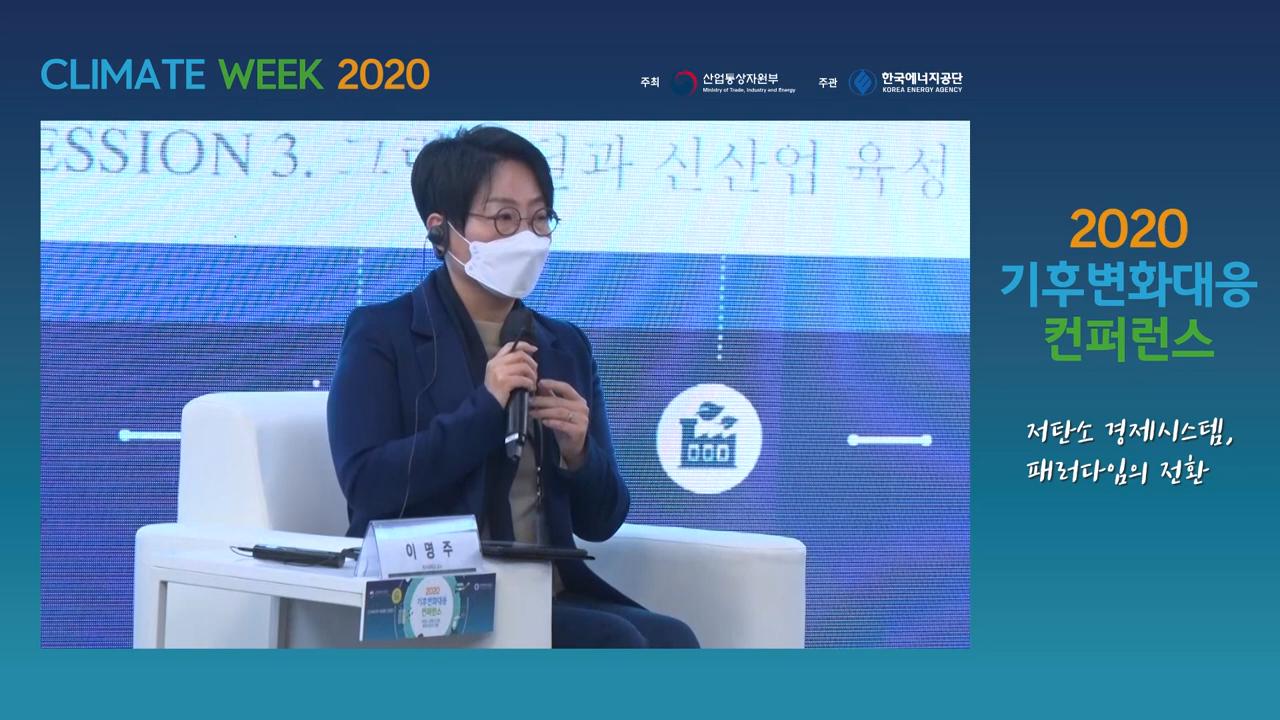 CLIMATE WEEK 2020
주최
산업통상자원부
Ministry of Trade, Industry and Energy
주관
한국에너지공단
KOREA ENERGY AGENCY
ESSION 3. 그린 과 신산업 육성
2020
기후변화대응
컨퍼런스
저탄소 경제시스템,
패러다임의 전환
이명주
2020
기후변화대응
컨퍼런스